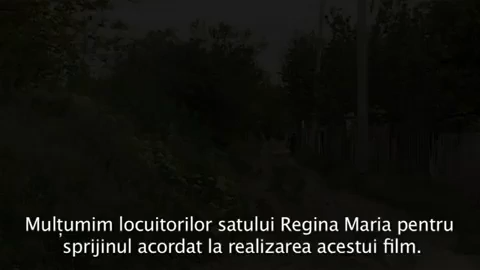 Mulțumim locuitorilor satului Regina Maria pentru
sprijinul acordat la realizarea acestui film.